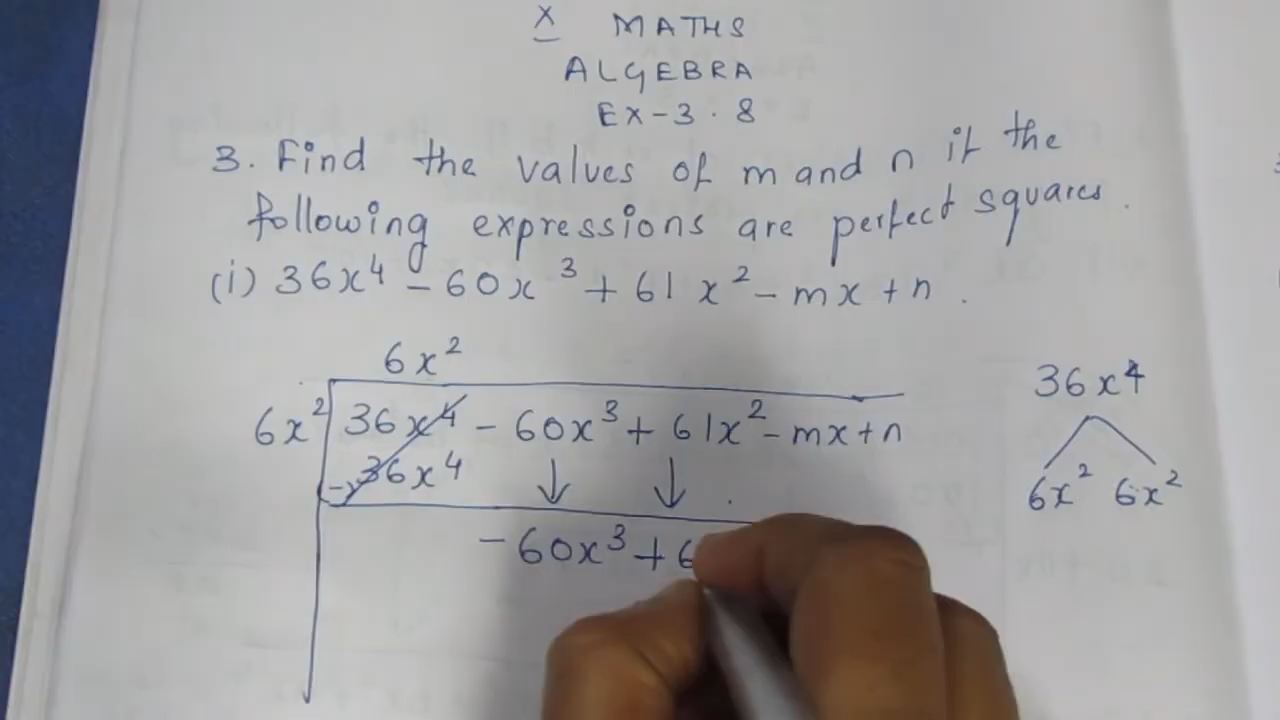 X MATHS
ALGEBRA
EX-3.8
3. Find the values of m and n if the
following expressions are perfect squares.
(i) 36x⁴ - 60x³ + 61x² - mx + n.
6x²
6x² 36x⁴ - 60x³ + 61x² - mx + n
(-) 36x⁴ ↓ ↓
- 60x³ + 6
36x⁴
6x² 6x²